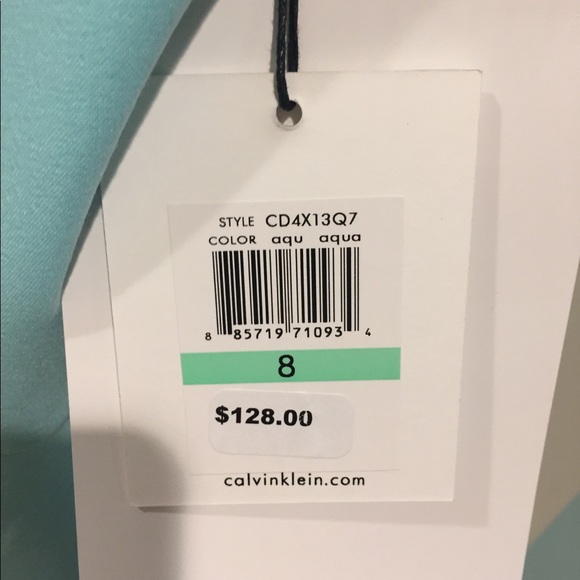 STYLE CD4X13Q7
COLOR aqu aqua
8 85719 71093 4
8
$128.00
calvinklein.com